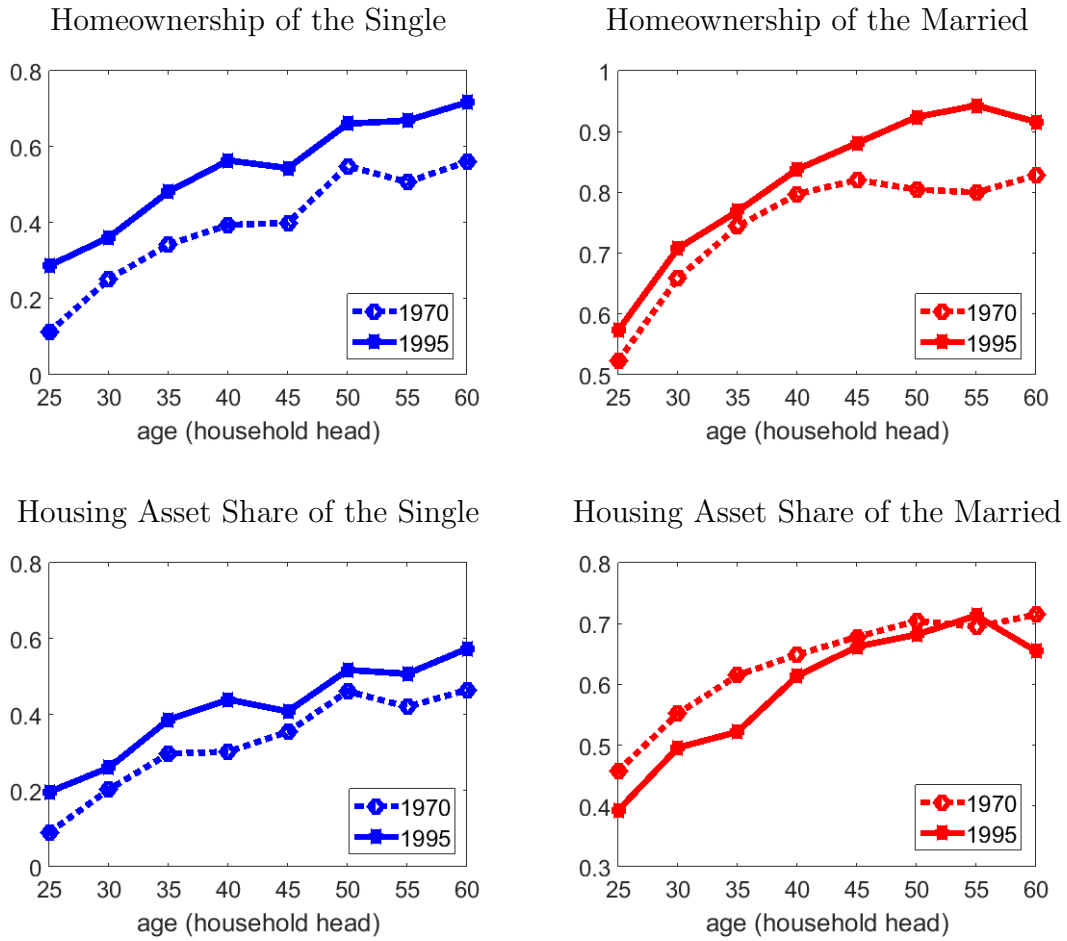 Homeownership of the Single
0.8
0.6
0.4
0.2
0
1970
1995
25 30 35 40 45 50 55 60
age (household head)
Homeownership of the Married
1
0.9
0.8
0.7
0.6
0.5
1970
1995
25 30 35 40 45 50 55 60
age (household head)
Housing Asset Share of the Single
0.8
0.6
0.4
0.2
0
1970
1995
25 30 35 40 45 50 55 60
age (household head)
Housing Asset Share of the Married
0.8
0.7
0.6
0.5
0.4
0.3
1970
1995
25 30 35 40 45 50 55 60
age (household head)